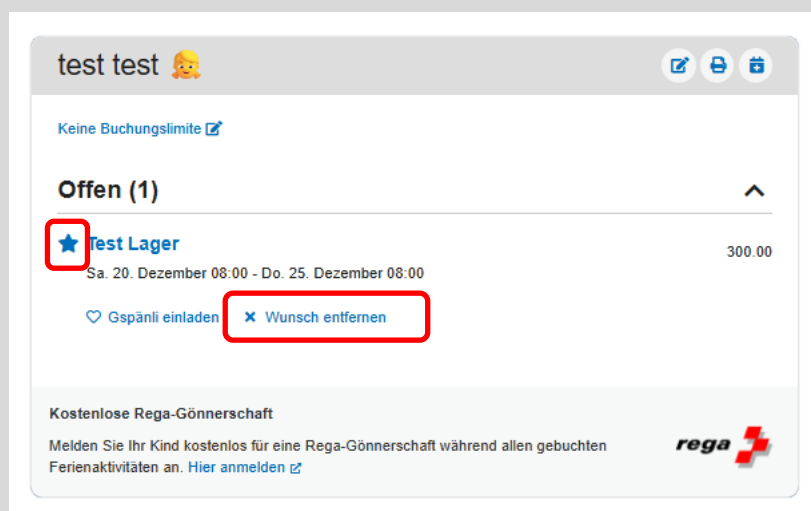 test test
Keine Buchungslimite
Offen (1)
Test Lager
300.00
Sa. 20. Dezember 08:00 - Do. 25. Dezember 08:00
Gspänli einladen
Wunsch entfernen
Kostenlose Rega-Gönnerschaft
Melden Sie Ihr Kind kostenlos für eine Rega-Gönnerschaft während allen gebuchten
Ferienaktivitäten an. Hier anmelden
rega